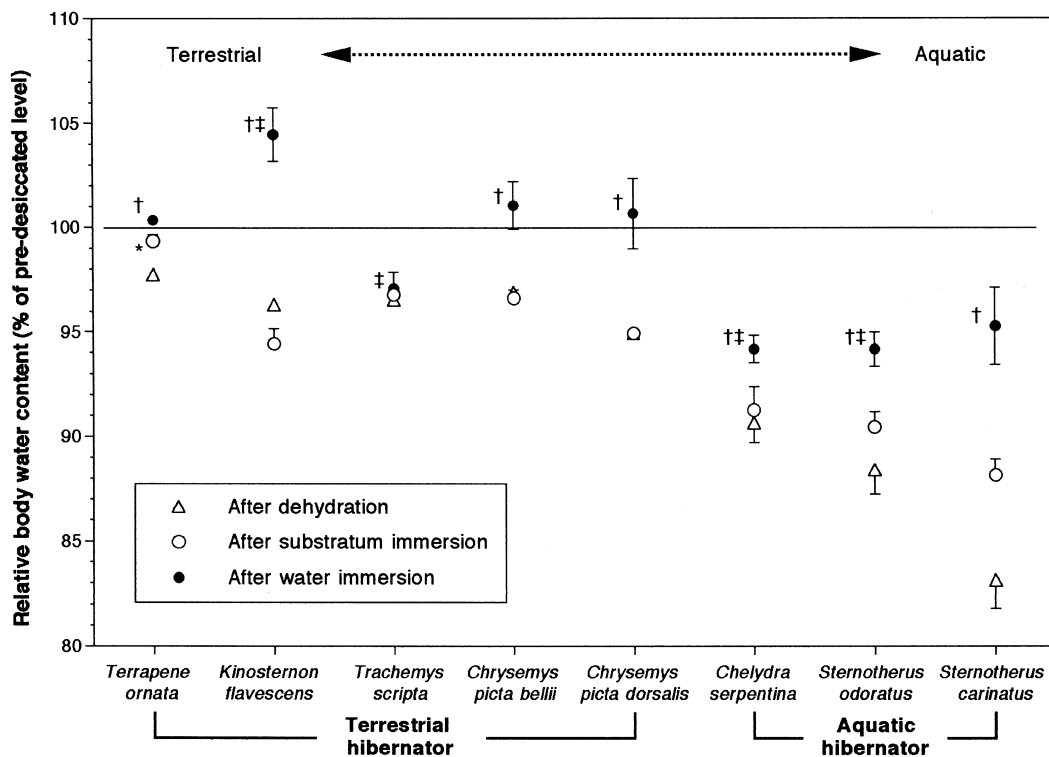 Relative body water content (% of pre-desiccated level)
110
105
100
95
90
85
80
Terrestrial
Aquatic
†‡
†
†
†
*
‡
†‡
†‡
†
After dehydration
After substratum immersion
After water immersion
Terrapene
ornata
Kinosternon
flavescens
Trachemys
scripta
Chrysemys
picta bellii
Chrysemys
picta dorsalis
Chelydra
serpentina
Sternotherus
odoratus
Sternotherus
carinatus
Terrestrial
hibernator
Aquatic
hibernator